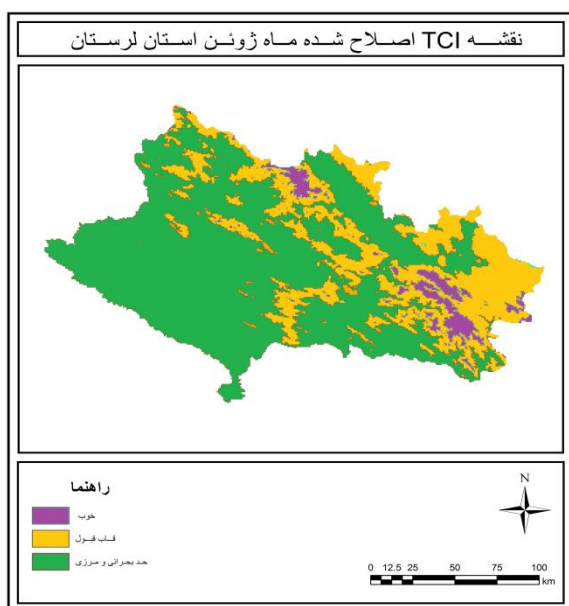 نقشه TCI اصلاح شده ماه ژوئن استان لرستان
راهنما
خوب
قاب قبول
حد بحرانی و مرزی
N
0 12.5 25 50 75 100
km